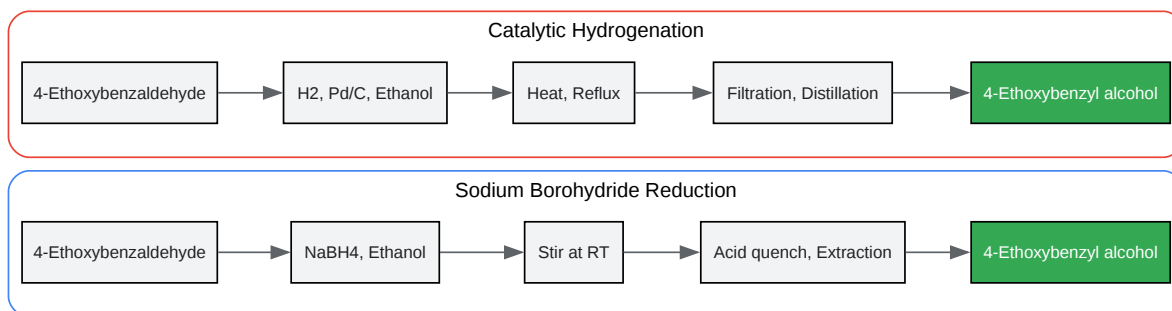 Catalytic Hydrogenation
4-Ethoxybenzaldehyde
H2, Pd/C, Ethanol
Heat, Reflux
Filtration, Distillation
4-Ethoxybenzyl alcohol
Sodium Borohydride Reduction
4-Ethoxybenzaldehyde
NaBH4, Ethanol
Stir at RT
Acid quench, Extraction
4-Ethoxybenzyl alcohol